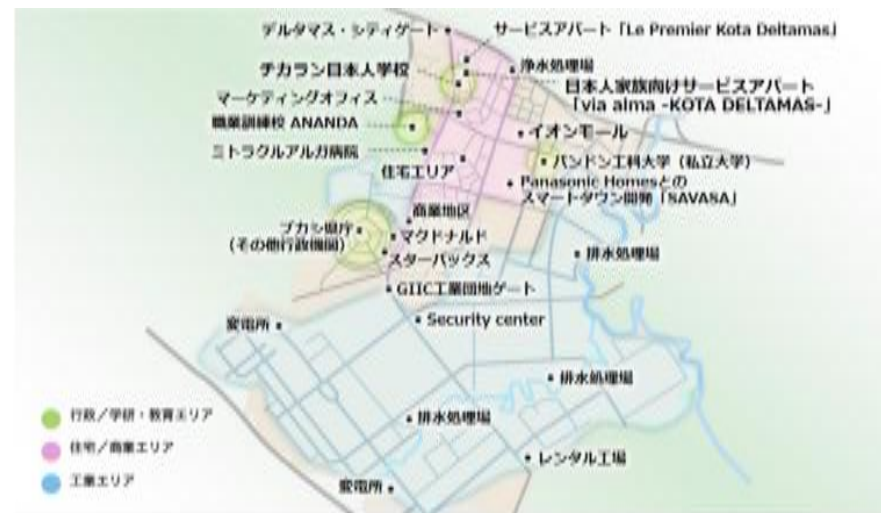 デルタマス・シティゲート
サービスアパート「Le Premier Kota Deltamas」
チカラン日本人学校
浄水処理場
日本人家族向けサービスアパート
「via alma -KOTA DELTAMAS-」
マーケティングオフィス
職業訓練校 ANANDA
イオンモール
ミトラクルアルガ病院
バンドン工科大学（私立大学）
住宅エリア
Panasonic Homesとの
スマートタウン開発「SAVASA」
商業地区
ブカシ県庁
（その他行政機関）
マクドナルド
スターバックス
排水処理場
GIIC工業団地ゲート
変電所
Security center
排水処理場
行政／学研・教育エリア
排水処理場
住宅／商業エリア
レンタル工場
工業エリア
変電所